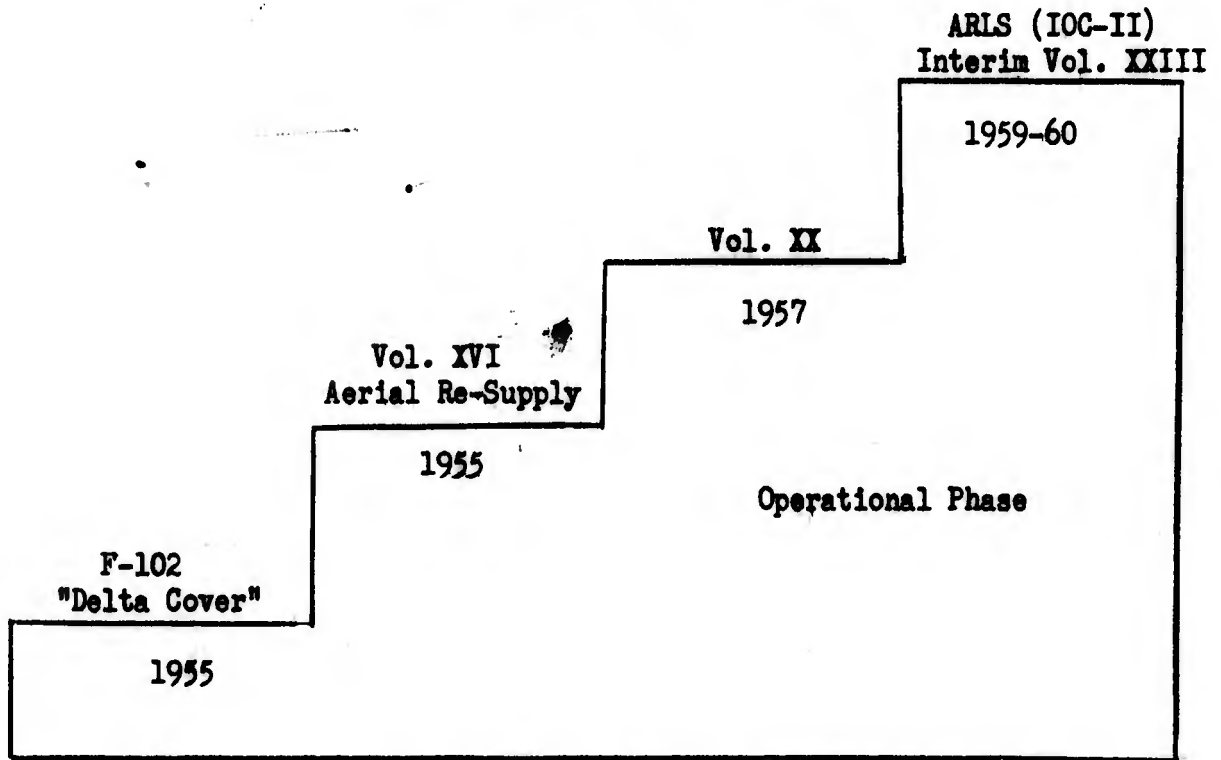 ARLS (IOC-II)
Interim Vol. XXIII
1959-60
Vol. XX
1957
Vol. XVI
Aerial Re-Supply
1955
Operational Phase
F-102
"Delta Cover"
1955